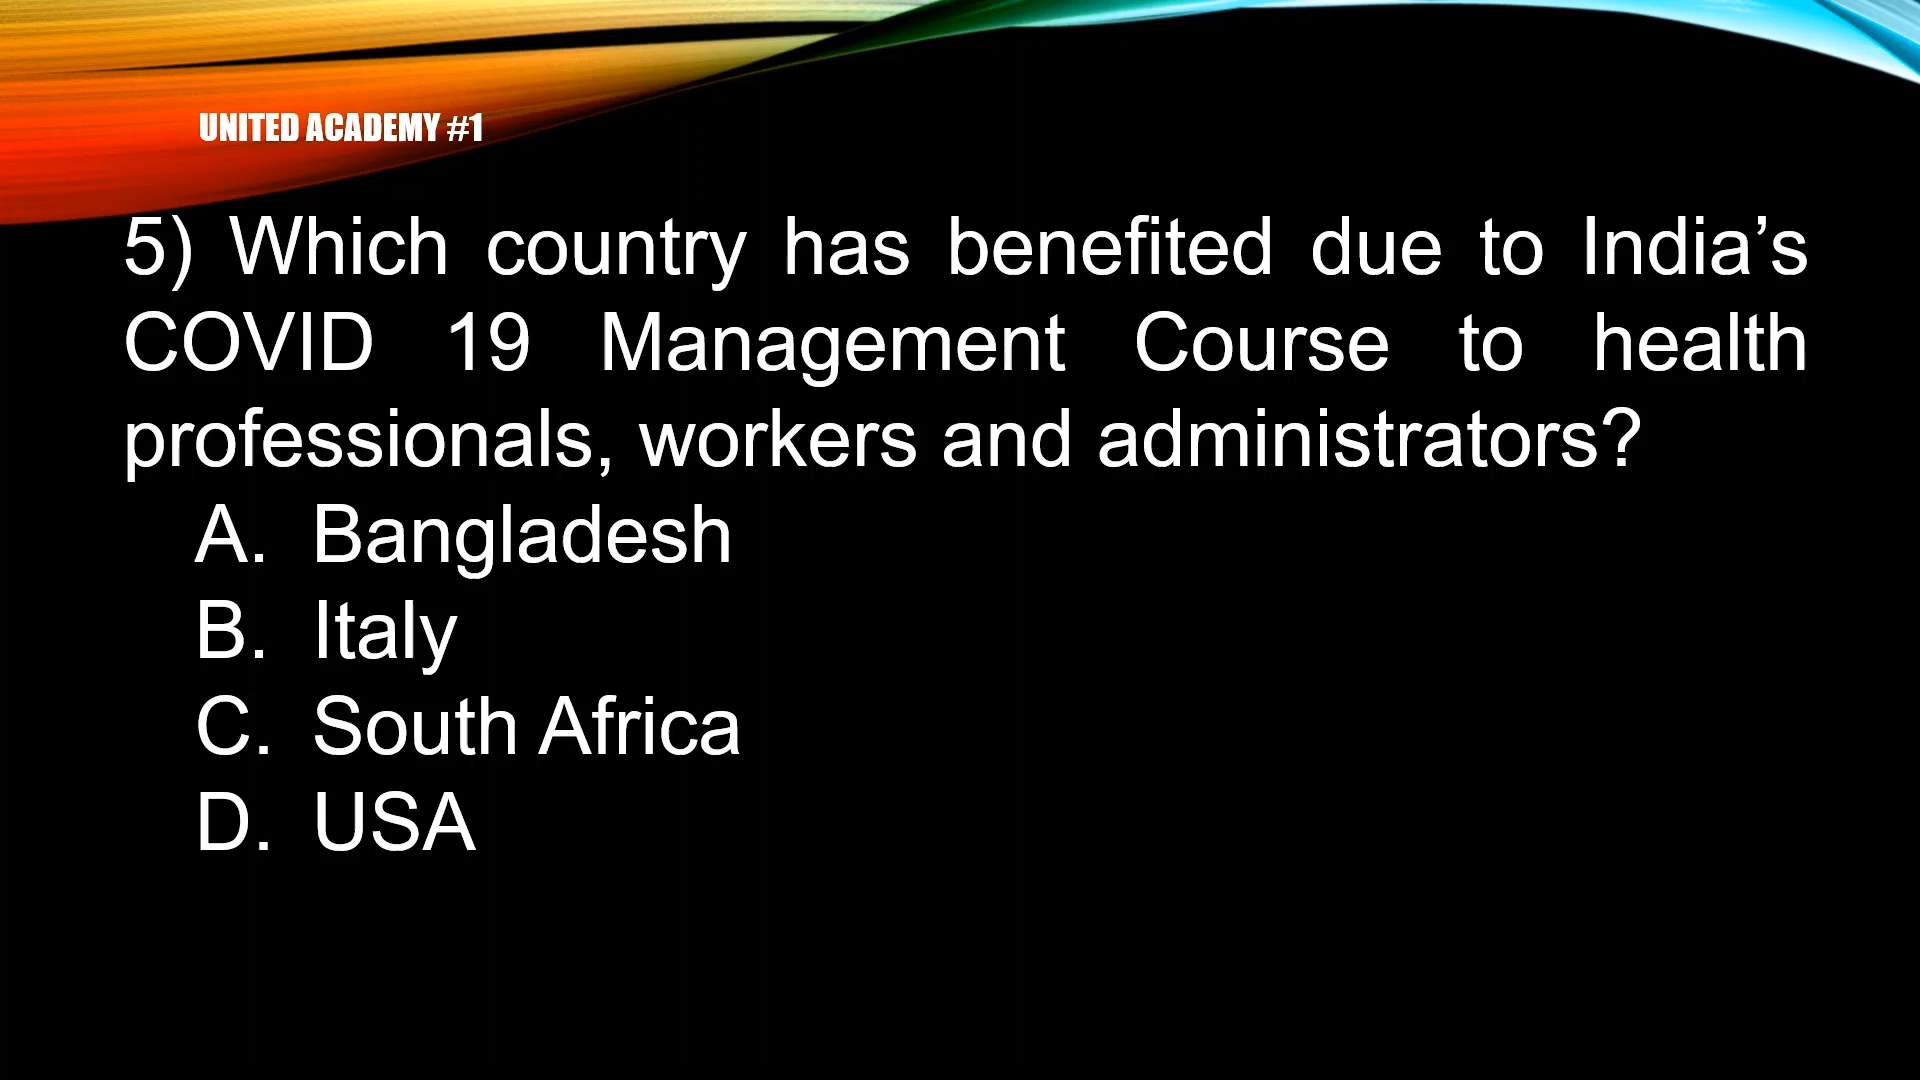 UNITED ACADEMY #1
5) Which country has benefited due to India’s
COVID 19 Management Course to health
professionals, workers and administrators?
A. Bangladesh
B. Italy
C. South Africa
D. USA